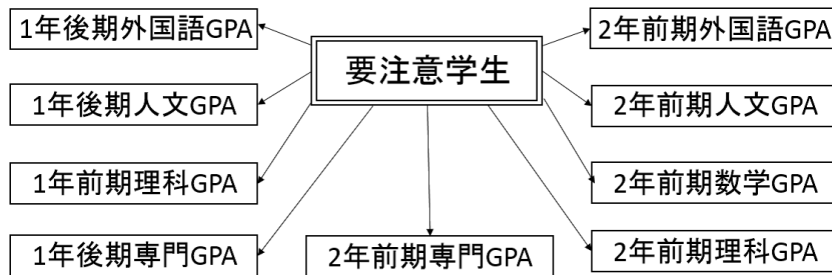 1年後期外国語GPA
要注意学生
2年前期外国語GPA
1年後期人文GPA
2年前期人文GPA
1年前期理科GPA
2年前期数学GPA
1年後期専門GPA
2年前期専門GPA
2年前期理科GPA